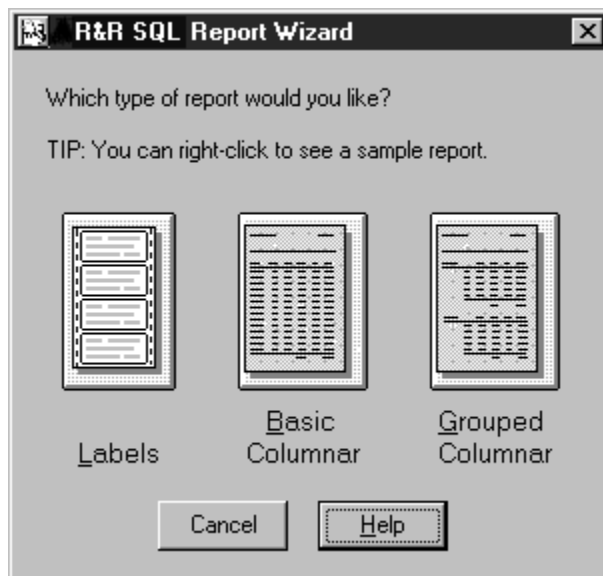 R&R SQL Report Wizard
Which type of report would you like?
TIP: You can right-click to see a sample report.
Labels
Basic
Columnar
Grouped
Columnar
Cancel
Help